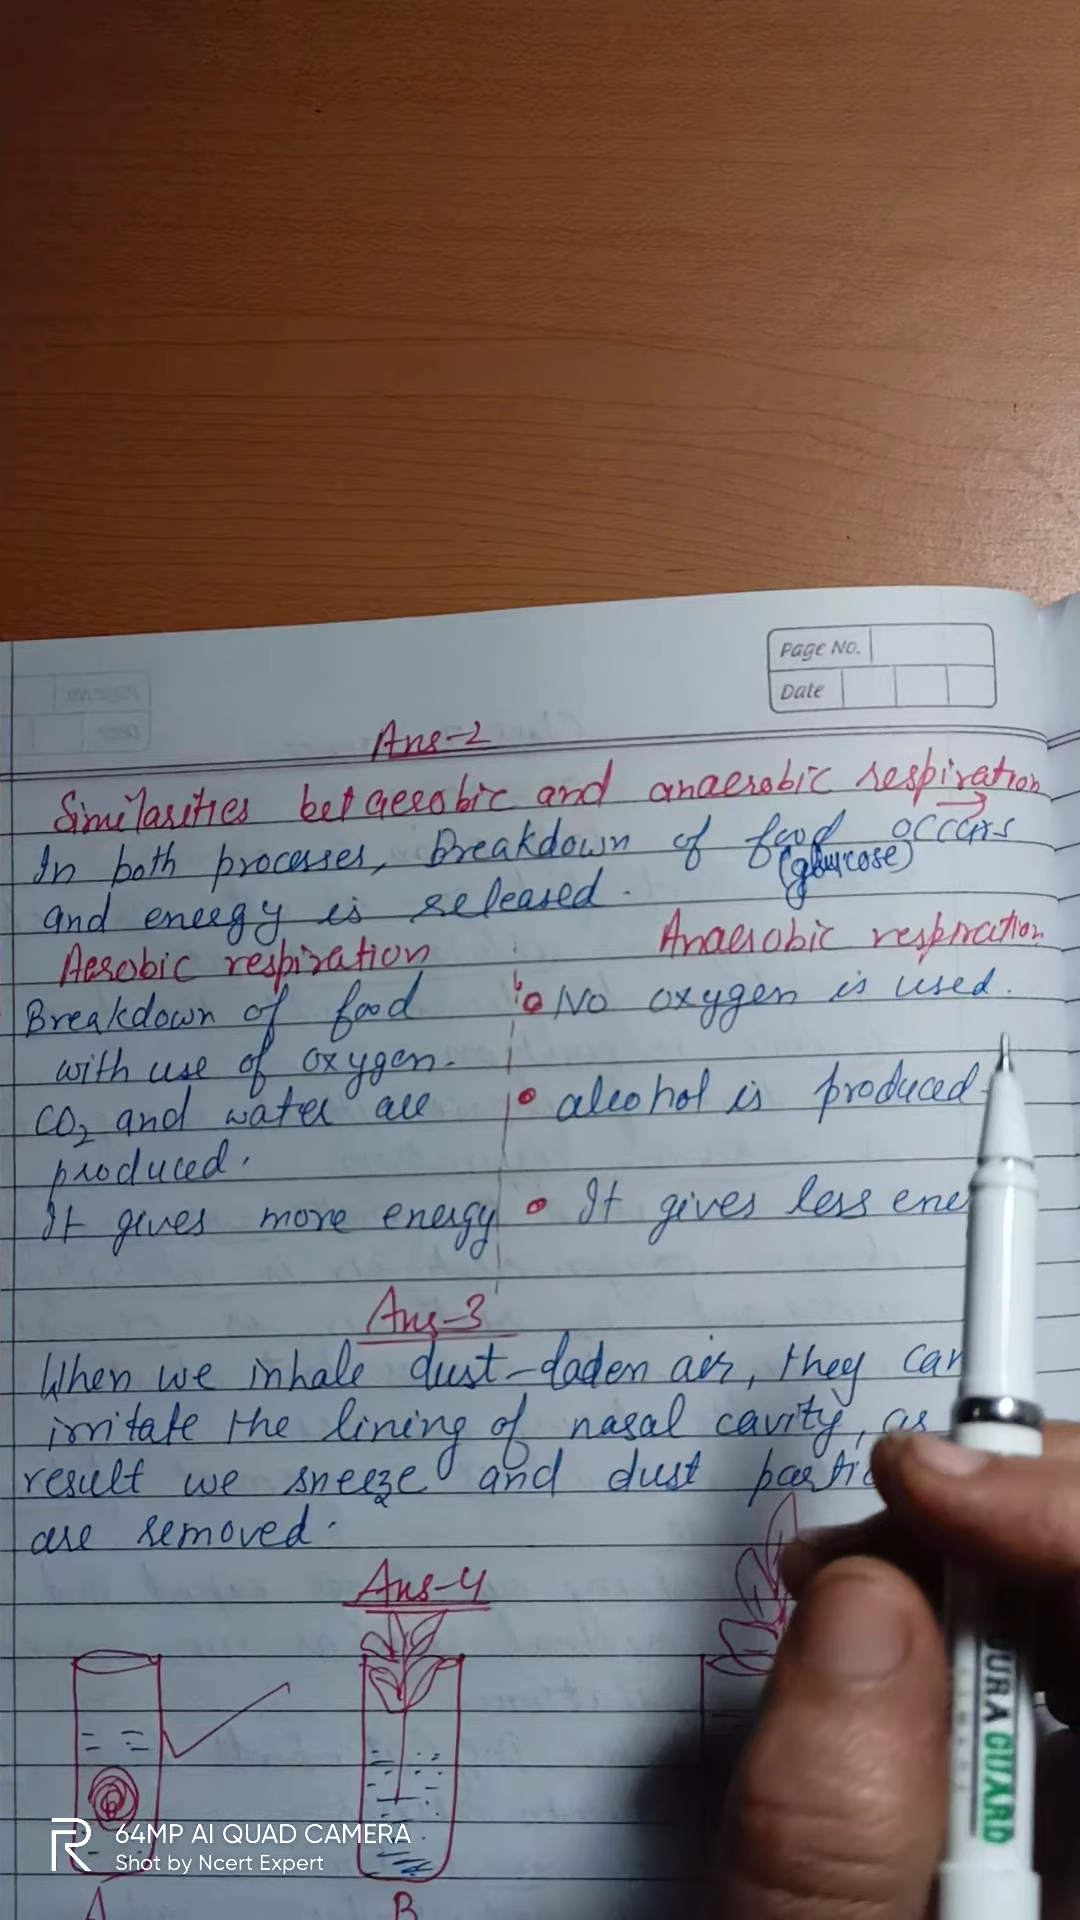 Page No.
Date
Ans-2
Similarities bet aerobic and anaerobic respiration
In both processes, Breakdown of food occurs
(glucose)
and energy is released.
Aerobic respiration
Anaerobic respiration
Breakdown of food
No oxygen is used.
with use of oxygen.
CO₂ and water are
alcohol is produced
produced.
It gives more energy
It gives less ene
Ans-3
When we inhale dust-laden air, they can
irritate the lining of nasal cavity, as
result we sneeze and dust partic
are removed.
Ans-4
A
B
64MP AI QUAD CAMERA
Shot by Ncert Expert
DURA GUARD